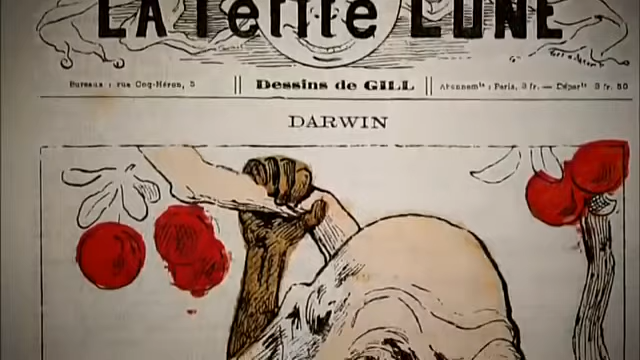 LA Petite LUNE
Bureaux : rue Coq-Héron, 5
Dessins de GILL
Abonnem^ts : Paris, 3 fr. — Départ^s 3 fr. 50
DARWIN